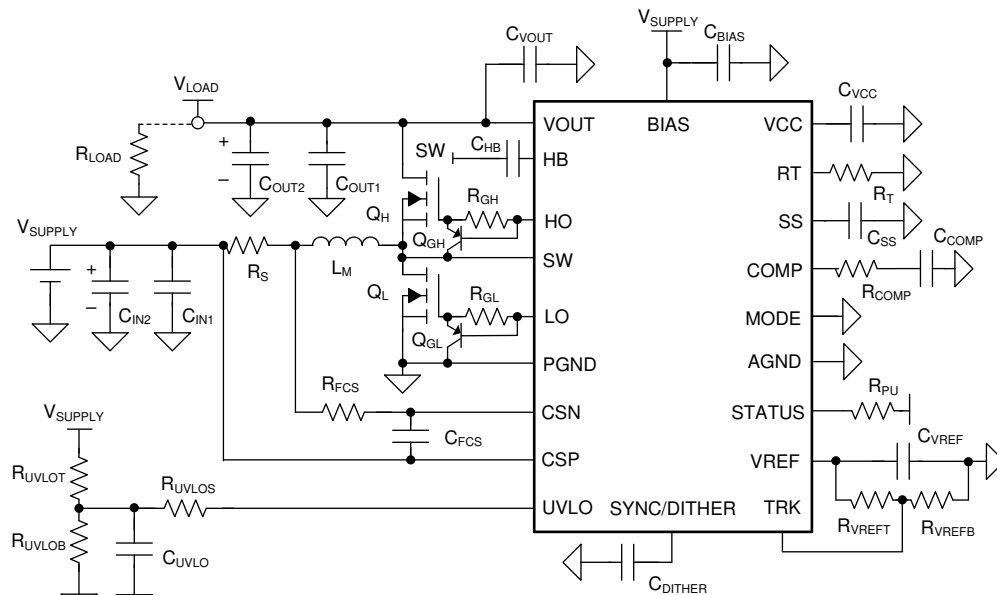 VSUPPLY
CBIAS
CVOUT
VLOAD
CVCC
VOUT
BIAS
VCC
RLOAD
+
–
COUT2
COUT1
SW
CHB
HB
RT
RT
QH
RGH
HO
SS
CSS
VSUPPLY
QGH
CCOMP
RS
LM
SW
COMP
RCOMP
+
–
CIN2
CIN1
QL
RGL
LO
MODE
QGL
PGND
AGND
RFCS
RPU
VSUPPLY
CSN
STATUS
CFCS
CVREF
CSP
VREF
RUVLOT
RUVLOS
UVLO
SYNC/DITHER
TRK
RVREFT
RVREFB
RUVLOB
CUVLO
CDITHER